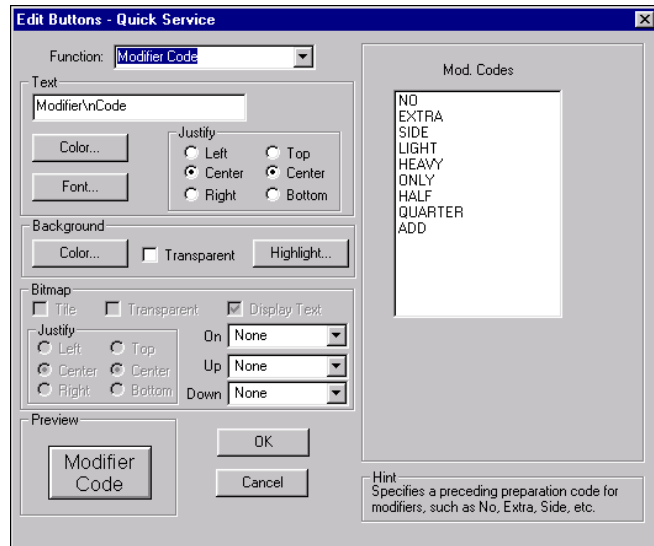 Edit Buttons - Quick Service
Function: Modifier Code
Text
Modifier\nCode
Color...
Font...
Justify
Left Top
Center Center
Right Bottom
Background
Color... Transparent Highlight...
Bitmap
Tile Transparent Display Text
Justify
Left Top
Center Center
Right Bottom
On None
Up None
Down None
Preview
Modifier
Code
OK
Cancel
Mod. Codes
NO
EXTRA
SIDE
LIGHT
HEAVY
ONLY
HALF
QUARTER
ADD
Hint
Specifies a preceding preparation code for
modifiers, such as No, Extra, Side, etc.